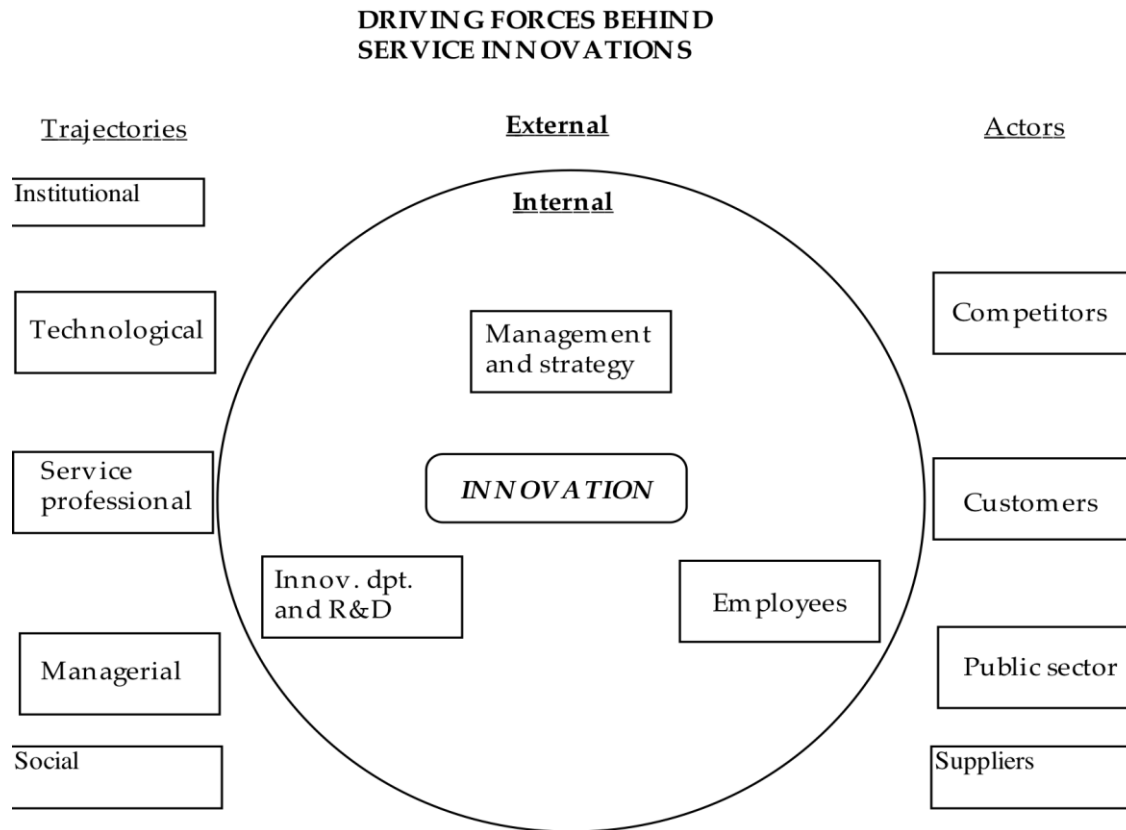 DRIVING FORCES BEHIND
SERVICE INNOVATIONS
Trajectories
External
Actors
Institutional
Internal
Technological
Management
and strategy
Competitors
Service
professional
INNOVATION
Customers
Innov. dpt.
and R&D
Employees
Managerial
Public sector
Social
Suppliers